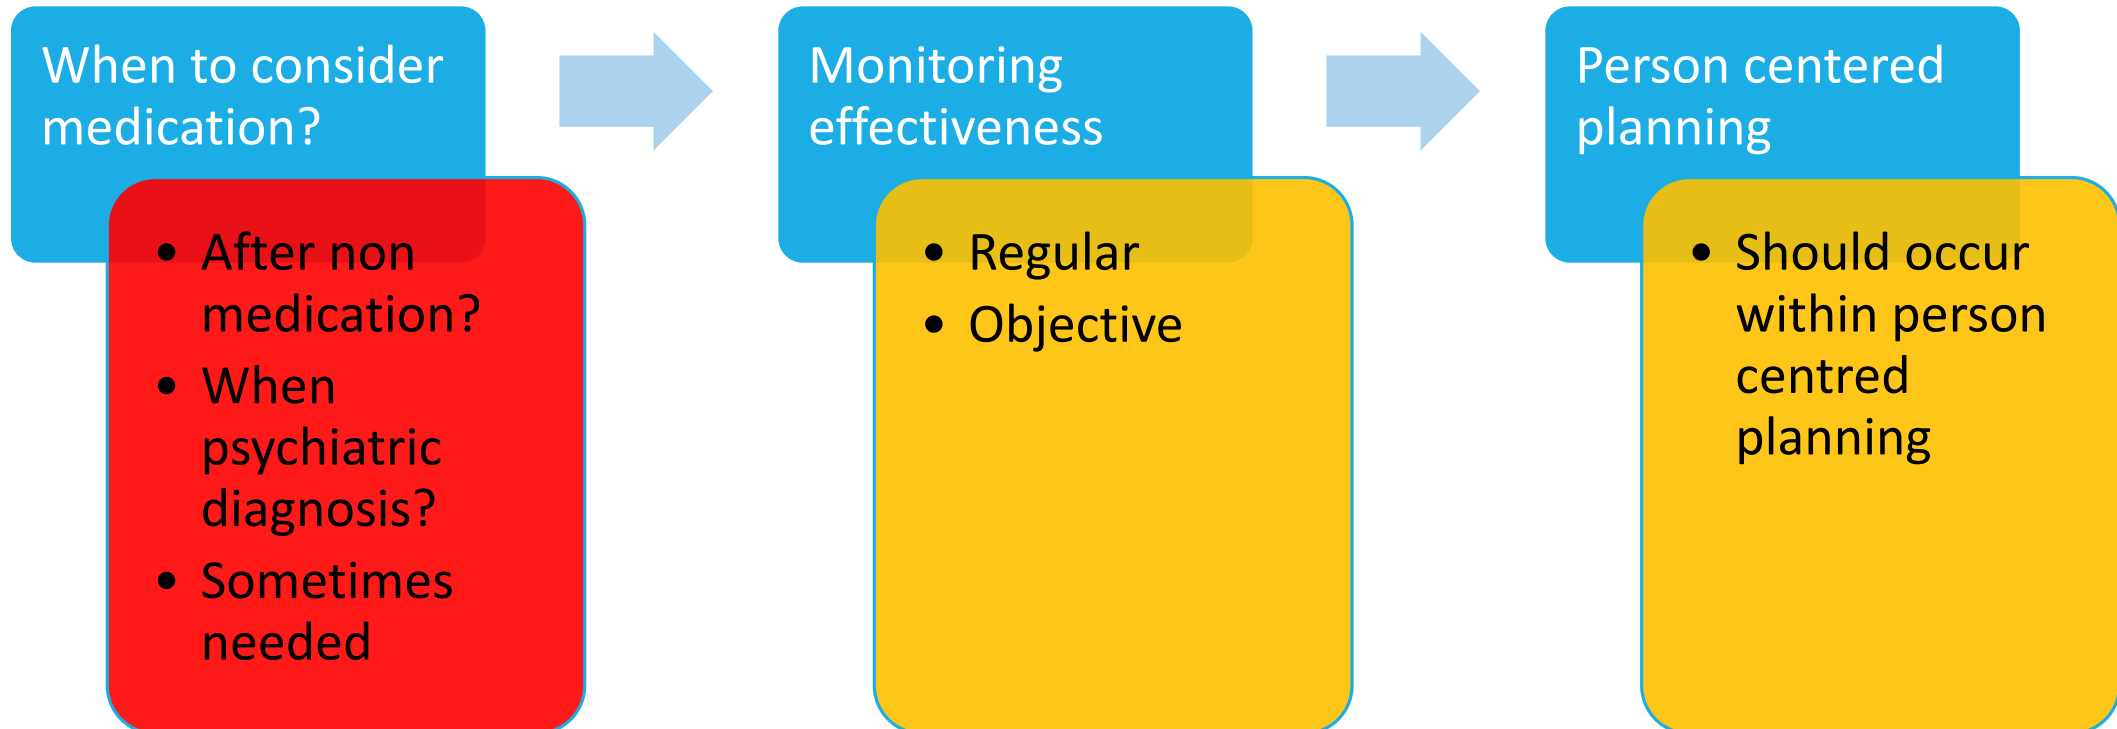 When to consider
medication?
• After non
medication?
• When
psychiatric
diagnosis?
• Sometimes
needed
Monitoring
effectiveness
• Regular
• Objective
Person centered
planning
• Should occur
within person
centred
planning